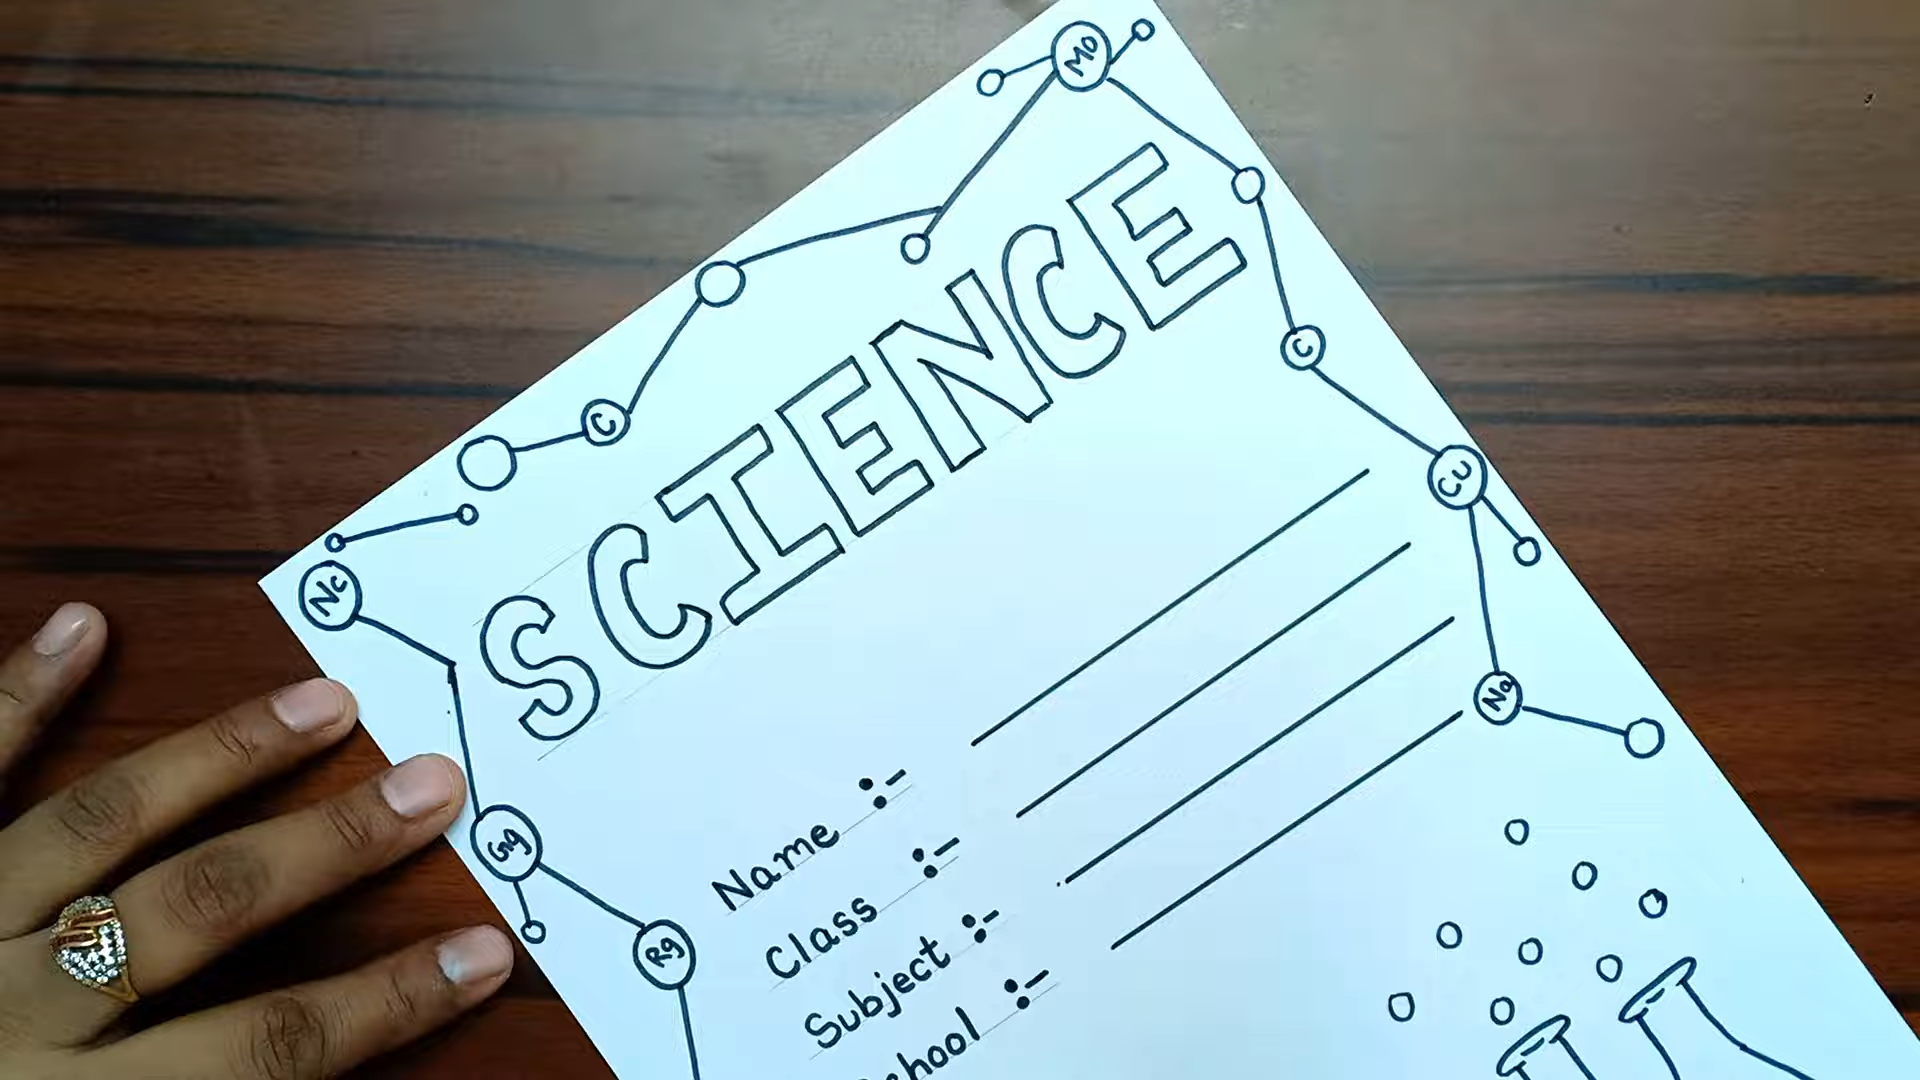 Mo
SCIENCE
C
C
Cu
Nc
Na
Name :-
Class :-
Subject :-
Rg